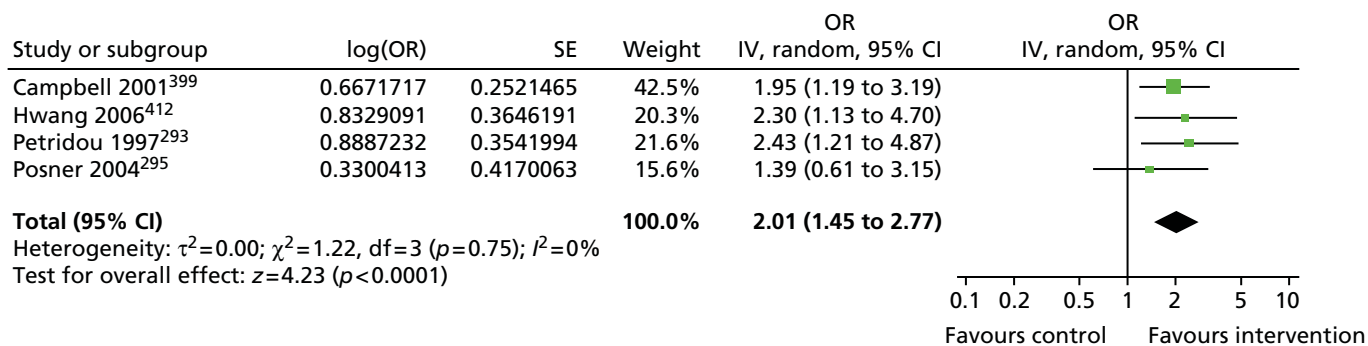 OR OR
Study or subgroup log(OR) SE Weight IV, random, 95% CI IV, random, 95% CI
Campbell 2001³⁹⁹ 0.6671717 0.2521465 42.5% 1.95 (1.19 to 3.19)
Hwang 2006⁴¹² 0.8329091 0.3646191 20.3% 2.30 (1.13 to 4.70)
Petridou 1997²⁹³ 0.8887232 0.3541994 21.6% 2.43 (1.21 to 4.87)
Posner 2004²⁹⁵ 0.3300413 0.4170063 15.6% 1.39 (0.61 to 3.15)
Total (95% CI) 100.0% 2.01 (1.45 to 2.77)
Heterogeneity: τ²=0.00; χ²=1.22, df=3 (p=0.75); I²=0%
Test for overall effect: z=4.23 (p<0.0001)
0.1 0.2 0.5 1 2 5 10
Favours control Favours intervention